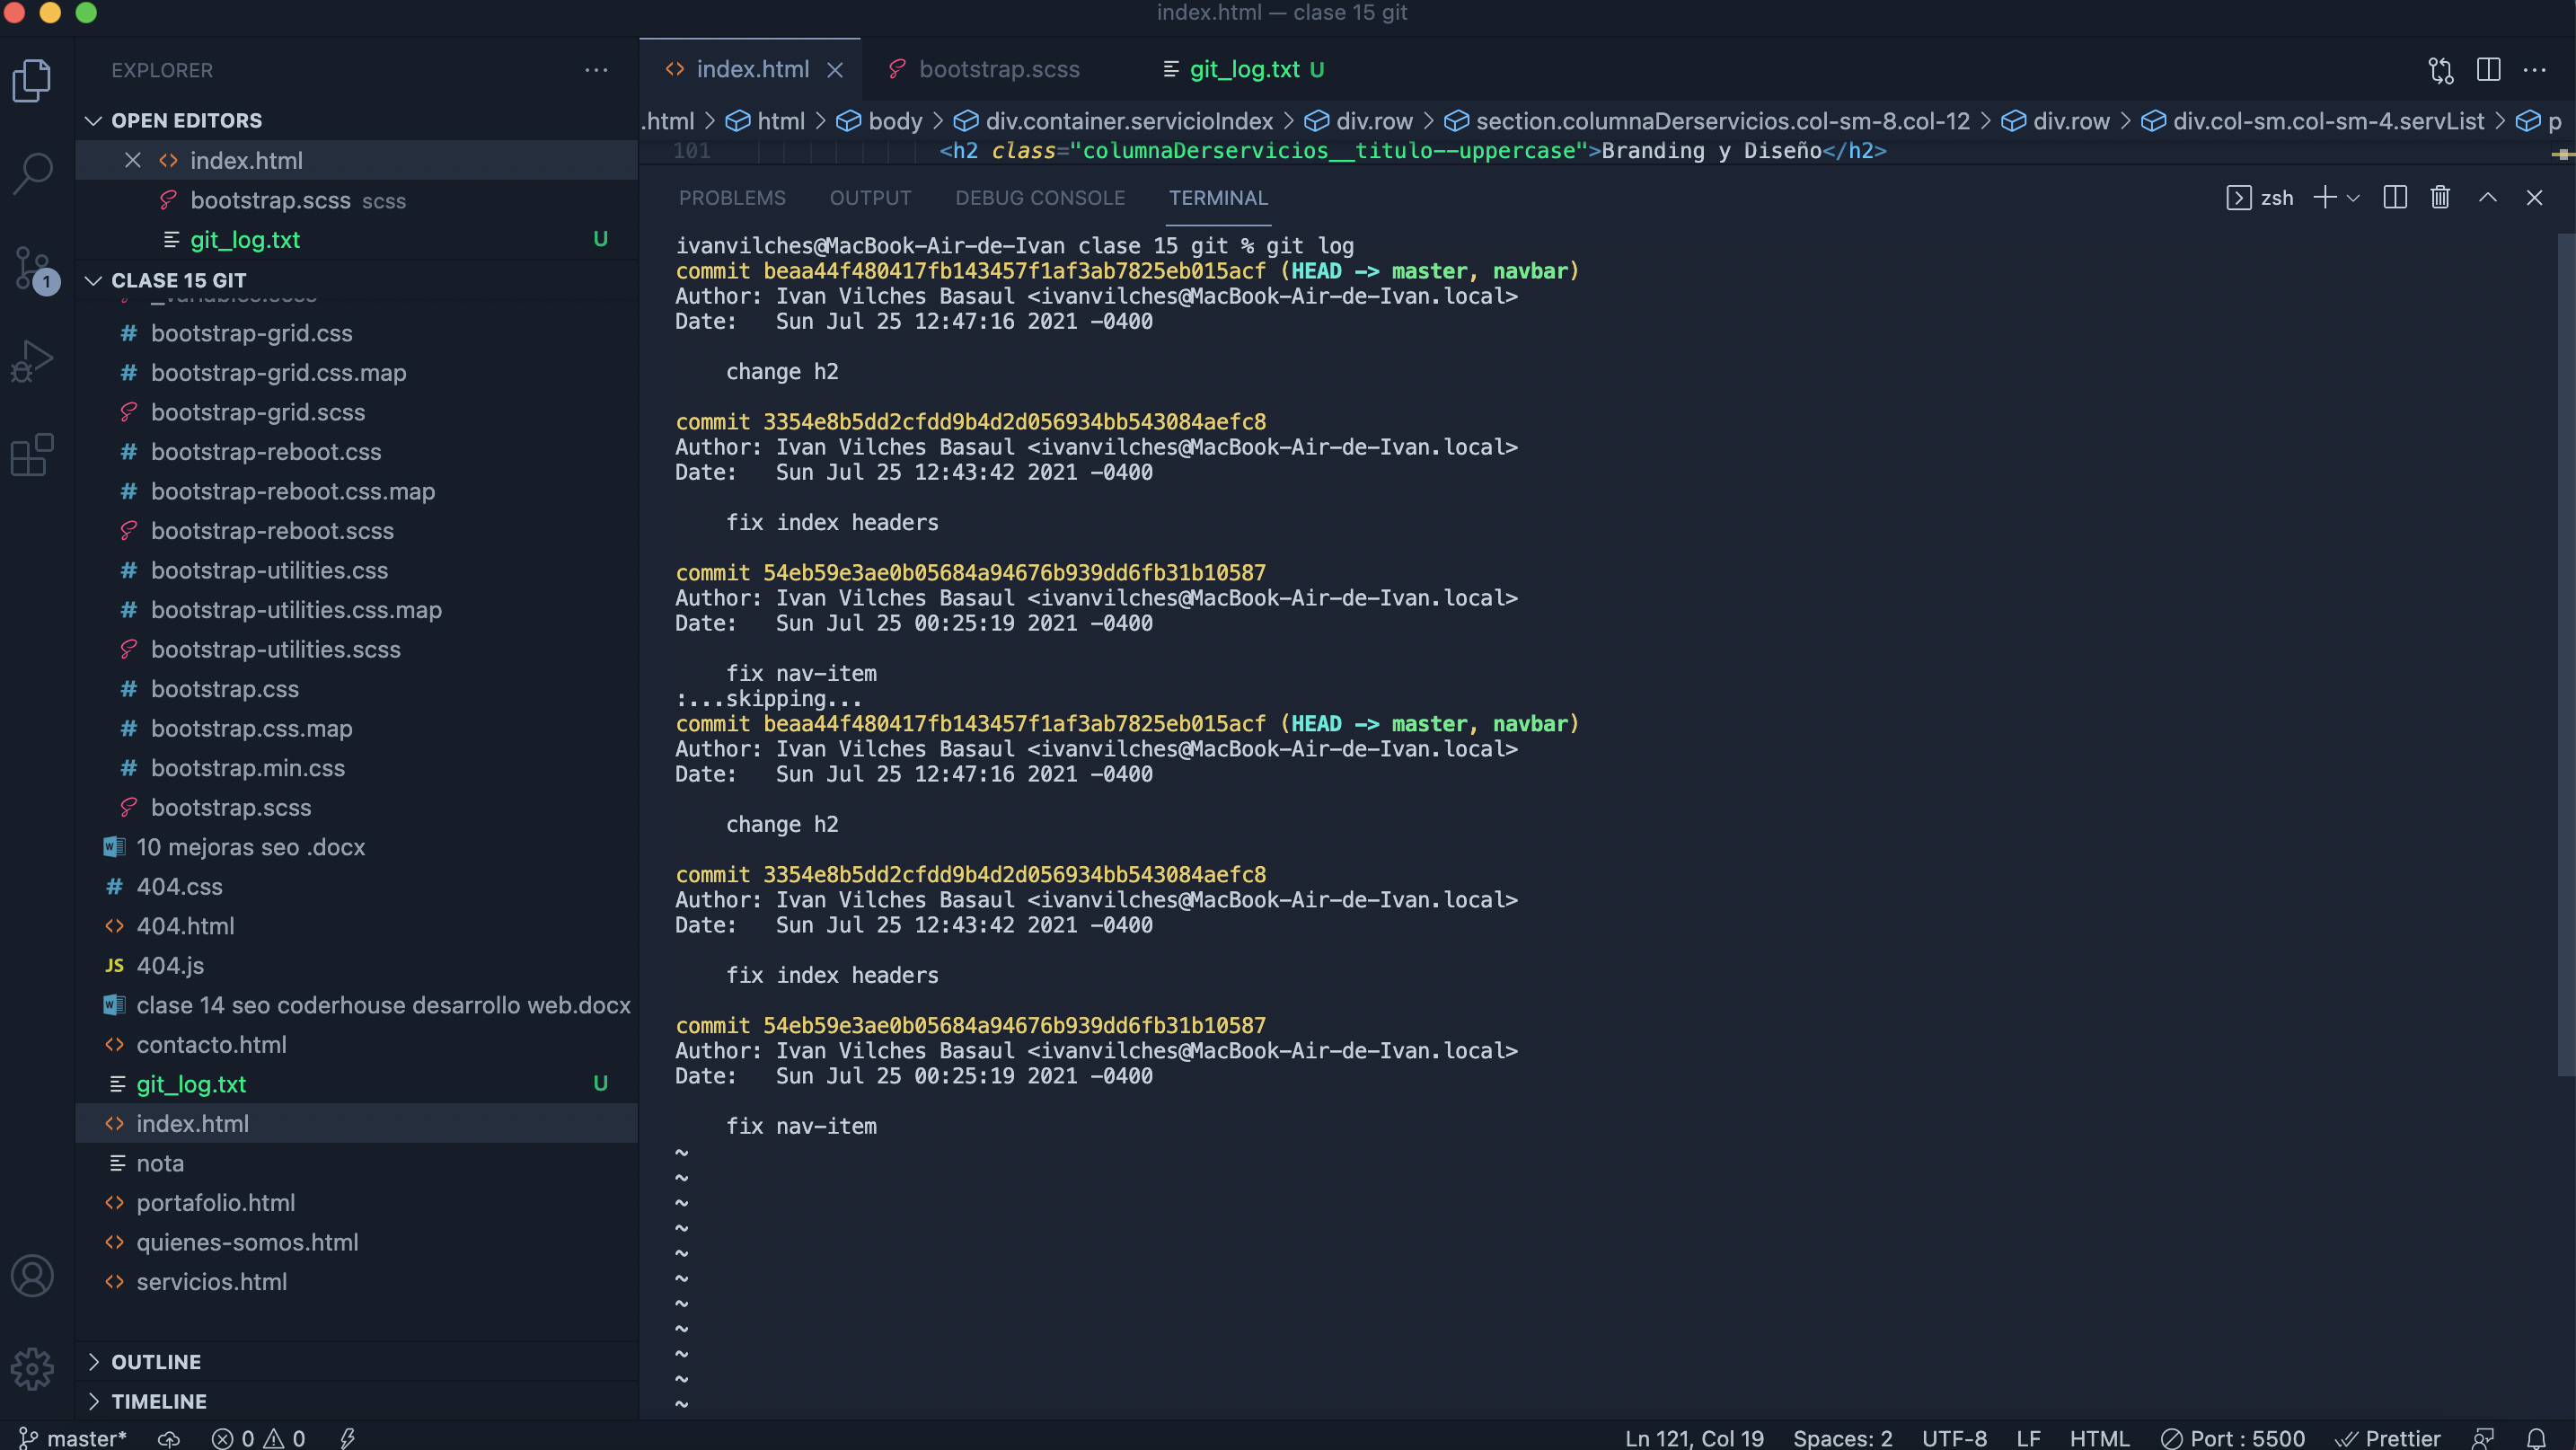 index.html — clase 15 git
EXPLORER
OPEN EDITORS
index.html
bootstrap.scss scss
git_log.txt U
1
CLASE 15 GIT
_variables.scss
bootstrap-grid.css
bootstrap-grid.css.map
bootstrap-grid.scss
bootstrap-reboot.css
bootstrap-reboot.css.map
bootstrap-reboot.scss
bootstrap-utilities.css
bootstrap-utilities.css.map
bootstrap-utilities.scss
bootstrap.css
bootstrap.css.map
bootstrap.min.css
bootstrap.scss
10 mejoras seo .docx
404.css
404.html
JS 404.js
clase 14 seo coderhouse desarrollo web.docx
contacto.html
git_log.txt U
index.html
nota
portafolio.html
quienes-somos.html
servicios.html
OUTLINE
TIMELINE
index.html
bootstrap.scss
git_log.txt U
.html > html > body > div.container.servicioIndex > div.row > section.columnaDerservicios.col-sm-8.col-12 > div.row > div.col-sm.col-sm-4.servList > p
101 <h2 class="columnaDerservicios__titulo--uppercase">Branding y Diseño</h2>
PROBLEMS OUTPUT DEBUG CONSOLE TERMINAL
zsh
ivanvilches@MacBook-Air-de-Ivan clase 15 git % git log
commit beaa44f480417fb143457f1af3ab7825eb015acf (HEAD -> master, navbar)
Author: Ivan Vilches Basaul <ivanvilches@MacBook-Air-de-Ivan.local>
Date:   Sun Jul 25 12:47:16 2021 -0400
change h2
commit 3354e8b5dd2cfdd9b4d2d056934bb543084aefc8
Author: Ivan Vilches Basaul <ivanvilches@MacBook-Air-de-Ivan.local>
Date:   Sun Jul 25 12:43:42 2021 -0400
fix index headers
commit 54eb59e3ae0b05684a94676b939dd6fb31b10587
Author: Ivan Vilches Basaul <ivanvilches@MacBook-Air-de-Ivan.local>
Date:   Sun Jul 25 00:25:19 2021 -0400
fix nav-item
:...skipping...
commit beaa44f480417fb143457f1af3ab7825eb015acf (HEAD -> master, navbar)
Author: Ivan Vilches Basaul <ivanvilches@MacBook-Air-de-Ivan.local>
Date:   Sun Jul 25 12:47:16 2021 -0400
change h2
commit 3354e8b5dd2cfdd9b4d2d056934bb543084aefc8
Author: Ivan Vilches Basaul <ivanvilches@MacBook-Air-de-Ivan.local>
Date:   Sun Jul 25 12:43:42 2021 -0400
fix index headers
commit 54eb59e3ae0b05684a94676b939dd6fb31b10587
Author: Ivan Vilches Basaul <ivanvilches@MacBook-Air-de-Ivan.local>
Date:   Sun Jul 25 00:25:19 2021 -0400
fix nav-item
~
~
~
~
~
~
~
~
~
~
~
master* 0 0 Ln 121, Col 19 Spaces: 2 UTF-8 LF HTML Port : 5500 Prettier